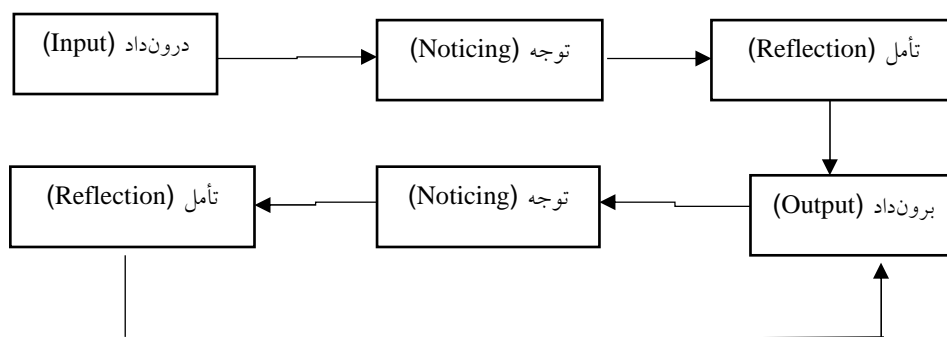 درون‌داد (Input)
توجه (Noticing)
تأمل (Reflection)
برون‌داد (Output)
توجه (Noticing)
تأمل (Reflection)